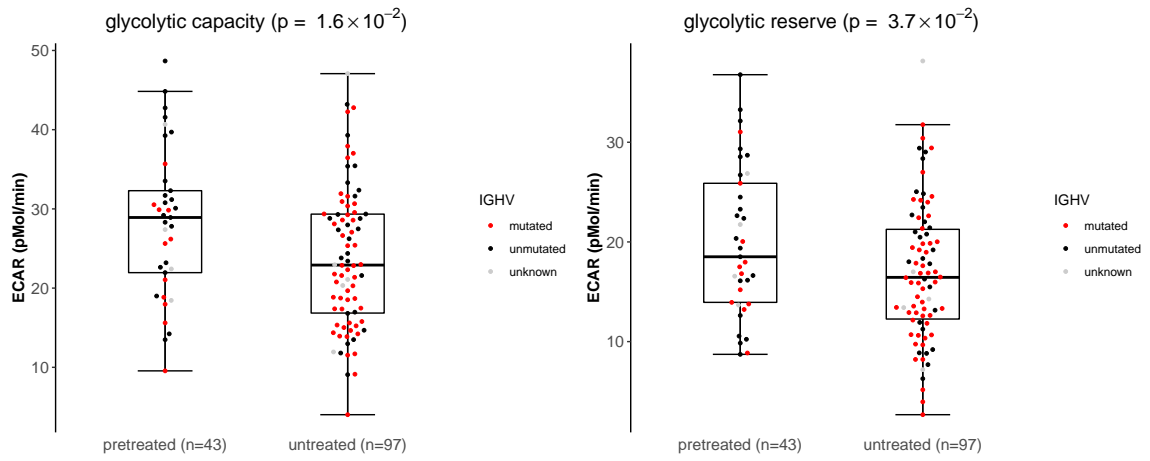 glycolytic capacity (p = 1.6×10⁻²)
ECAR (pMol/min)
50
40
30
20
10
pretreated (n=43)
untreated (n=97)
IGHV
mutated
unmutated
unknown
glycolytic reserve (p = 3.7×10⁻²)
ECAR (pMol/min)
30
20
10
pretreated (n=43)
untreated (n=97)
IGHV
mutated
unmutated
unknown